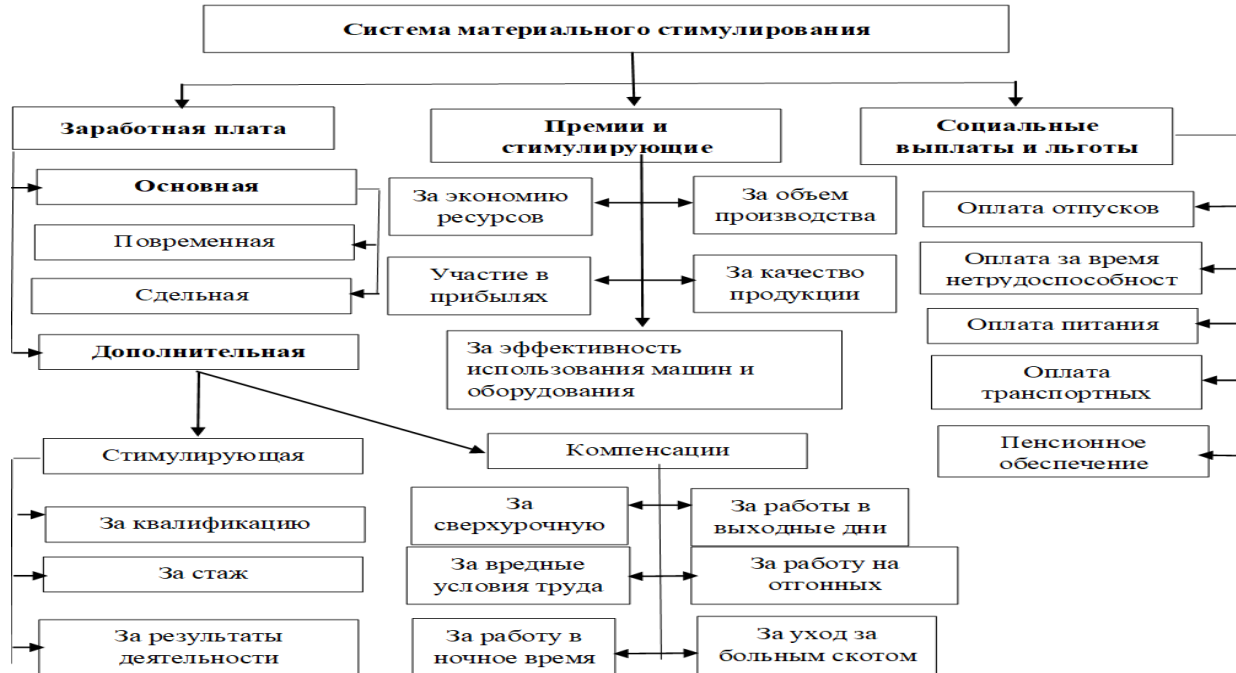 Система материального стимулирования
Заработная плата
Премии и
стимулирующие
Социальные
выплаты и льготы
Основная
Повременная
Сдельная
Дополнительная
За экономию
ресурсов
За объем
производства
Участие в
прибылях
За качество
продукции
За эффективность
использования машин и
оборудования
Оплата отпусков
Оплата за время
нетрудоспособност
Оплата питания
Оплата
транспортных
Пенсионное
обеспечение
Стимулирующая
За квалификацию
За стаж
За результаты
деятельности
Компенсации
За
сверхурочную
За работы в
выходные дни
За вредные
условия труда
За работу на
отгонных
За работу в
ночное время
За уход за
больным скотом